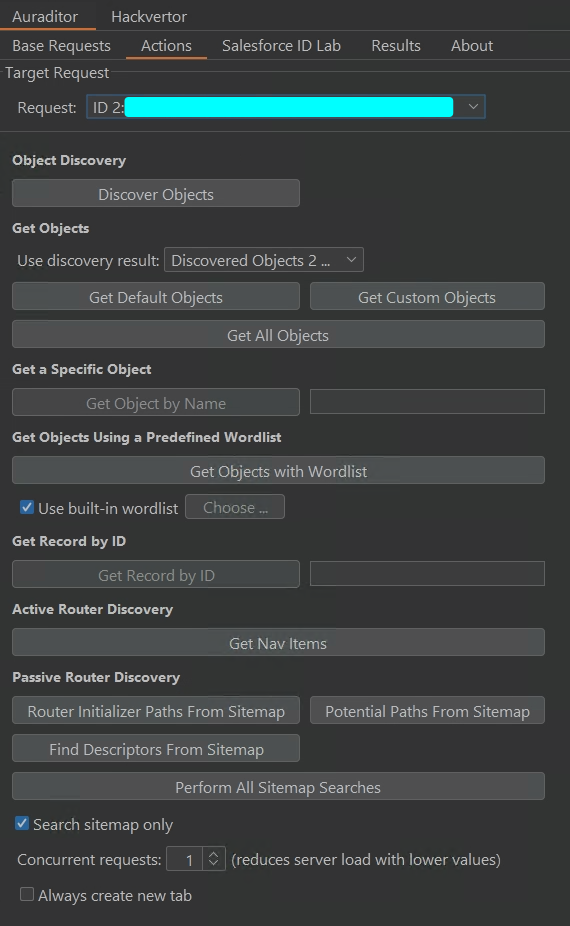 Auraditor Hackvertor
Base Requests Actions Salesforce ID Lab Results About
Target Request
Request: ID 2:
Object Discovery
Discover Objects
Get Objects
Use discovery result: Discovered Objects 2 ...
Get Default Objects Get Custom Objects
Get All Objects
Get a Specific Object
Get Object by Name
Get Objects Using a Predefined Wordlist
Get Objects with Wordlist
Use built-in wordlist Choose ...
Get Record by ID
Get Record by ID
Active Router Discovery
Get Nav Items
Passive Router Discovery
Router Initializer Paths From Sitemap Potential Paths From Sitemap
Find Descriptors From Sitemap
Perform All Sitemap Searches
Search sitemap only
Concurrent requests: 1 (reduces server load with lower values)
Always create new tab